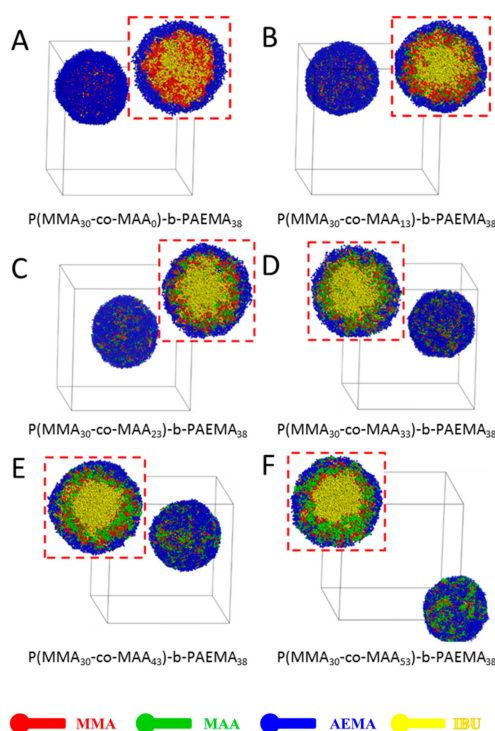 A
B
P(MMA₃₀-co-MAA₀)-b-PAEMA₃₈
P(MMA₃₀-co-MAA₁₃)-b-PAEMA₃₈
C
D
P(MMA₃₀-co-MAA₂₃)-b-PAEMA₃₈
P(MMA₃₀-co-MAA₃₃)-b-PAEMA₃₈
E
F
P(MMA₃₀-co-MAA₄₃)-b-PAEMA₃₈
P(MMA₃₀-co-MAA₅₃)-b-PAEMA₃₈
MMA MAA AEMA IBU